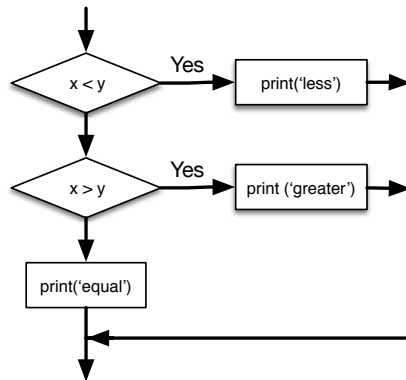 x < y
Yes
print(‘less’)
x > y
Yes
print (‘greater’)
print(‘equal’)